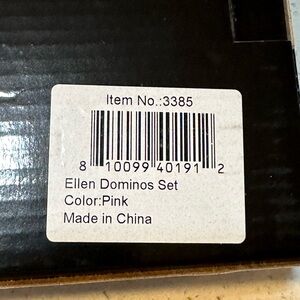 Item No.:3385
8 10099 40191 2
Ellen Dominos Set
Color:Pink
Made in China